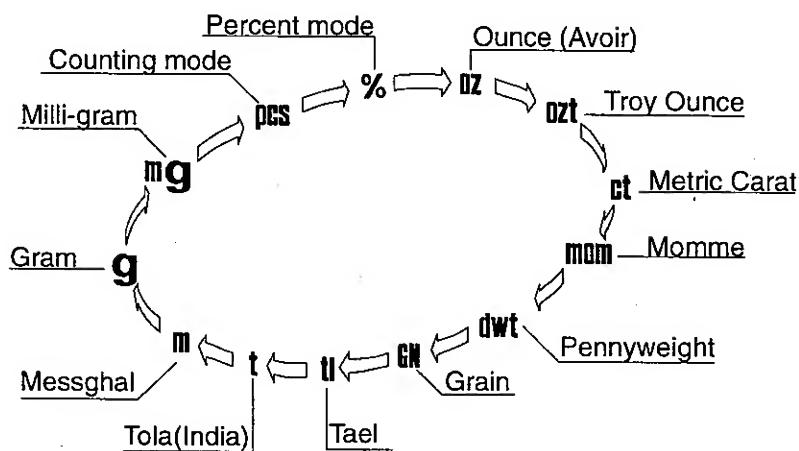 Percent mode
Ounce (Avoir)
Counting mode
%
oz
Milli-gram
pcs
ozt
Troy Ounce
mg
ct
Metric Carat
Gram
g
mom
Momme
m
dwt
Pennyweight
Messghal
t
tl
GN
Grain
Tola(India)
Tael